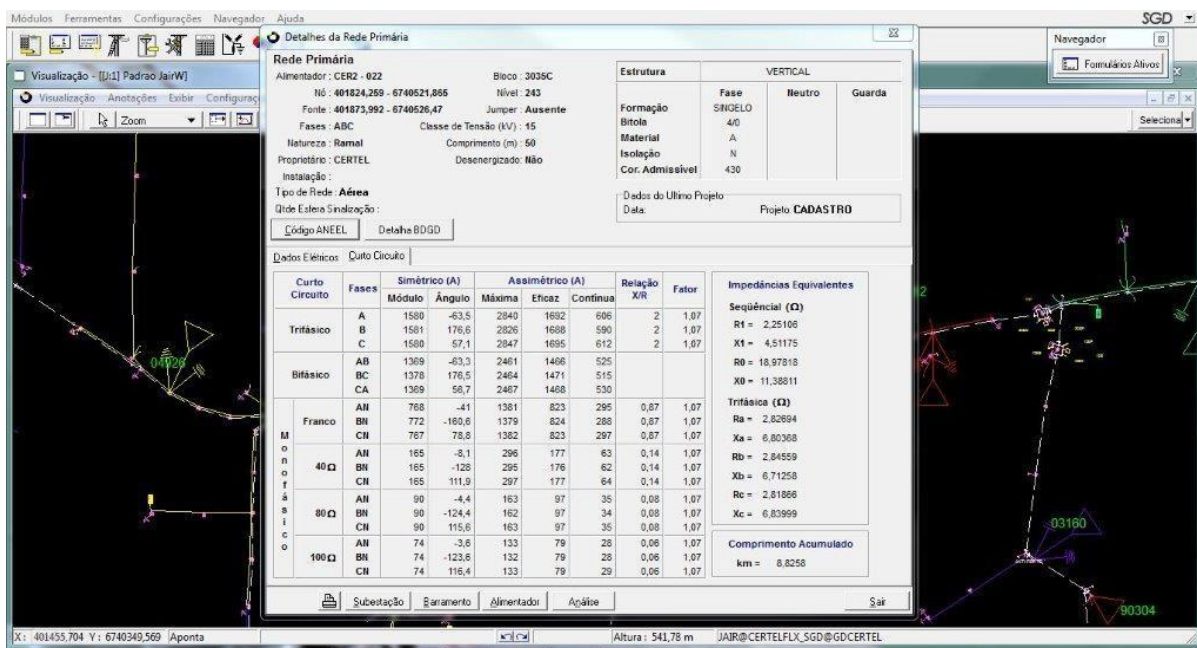 Módulos Ferramentas Configurações Navegador Ajuda
SGD
Visualização - [[J:1] Padrao JairW]
Visualização Anotações Exibir
Zoom
Navegador
Formulários Ativos
Seleciona
Detalhes da Rede Primária
Rede Primária
Alimentador : CER2 - 022 Bloco : 3035C
Nó : 401824,259 - 6740521,865 Nível : 243
Fonte : 401873,992 - 6740526,47 Jumper : Ausente
Fases : ABC Classe de Tensão (kV) : 15
Natureza : Ramal Comprimento (m) : 50
Proprietário : CERTEL Desenergizado: Não
Instalação :
Tipo de Rede : Aérea
Qtde Esfera Sinalização :
Código ANEEL Detalha BDGD
Estrutura VERTICAL
Fase Neutro Guarda
Formação SINGELO
Bitola 4/0
Material A
Isolação N
Cor. Admissível 430
Dados do Ultimo Projeto
Data: Projeto: CADASTRO
Dados Elétricos Curto Circuito
Curto Circuito Fases Simétrico (A) Assimétrico (A) Relação X/R Fator
Módulo Ângulo Máxima Eficaz Contínua
Trifásico
A 1580 -63,5 2840 1692 606 2 1,07
B 1581 176,6 2826 1688 590 2 1,07
C 1580 57,1 2847 1695 612 2 1,07
Bifásico
AB 1369 -63,3 2461 1466 525
BC 1378 176,5 2464 1471 515
CA 1369 56,7 2467 1468 530
Monofásico
Franco
AN 768 -41 1381 823 295 0,87 1,07
BN 772 -160,6 1379 824 288 0,87 1,07
CN 767 78,8 1382 823 297 0,87 1,07
40 Ω
AN 165 -8,1 296 177 63 0,14 1,07
BN 165 -128 295 176 62 0,14 1,07
CN 165 111,9 297 177 64 0,14 1,07
80 Ω
AN 90 -4,4 163 97 35 0,08 1,07
BN 90 -124,4 162 97 34 0,08 1,07
CN 90 115,6 163 97 35 0,08 1,07
100 Ω
AN 74 -3,6 133 79 28 0,06 1,07
BN 74 -123,6 132 79 28 0,06 1,07
CN 74 116,4 133 79 29 0,06 1,07
Impedáncias Equivalentes
Seqüêncial (Ω)
R1 = 2,25106
X1 = 4,51175
R0 = 18,97818
X0 = 11,38811
Trifásica (Ω)
Ra = 2,82694
Xa = 6,80368
Rb = 2,84559
Xb = 6,71258
Rc = 2,81866
Xc = 6,83999
Comprimento Acumulado
km = 8,8258
Subestação Barramento Alimentador Análise Sair
04926
03160
90304
X: 401455,704 Y: 6740349,569 Aponta
Altura : 541,78 m
JAIR@CERTELFLX_SGD@GDCERTEL